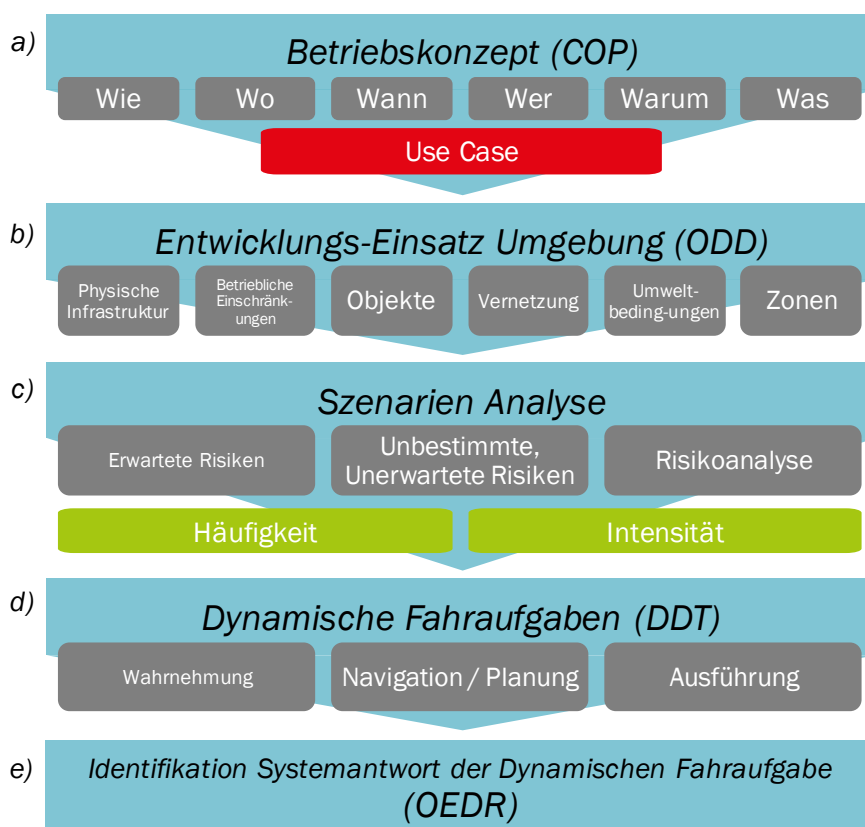 a)
Betriebskonzept (COP)
Wie
Wo
Wann
Wer
Warum
Was
Use Case
b)
Entwicklungs-Einsatz Umgebung (ODD)
Physische
Infrastruktur
Betriebliche
Einschränk-
ungen
Objekte
Vernetzung
Umwelt-
beding-ungen
Zonen
c)
Szenarien Analyse
Erwartete Risiken
Unbestimmte,
Unerwartete Risiken
Risikoanalyse
Häufigkeit
Intensität
d)
Dynamische Fahraufgaben (DDT)
Wahrnehmung
Navigation / Planung
Ausführung
e)
Identifikation Systemantwort der Dynamischen Fahraufgabe
(OEDR)